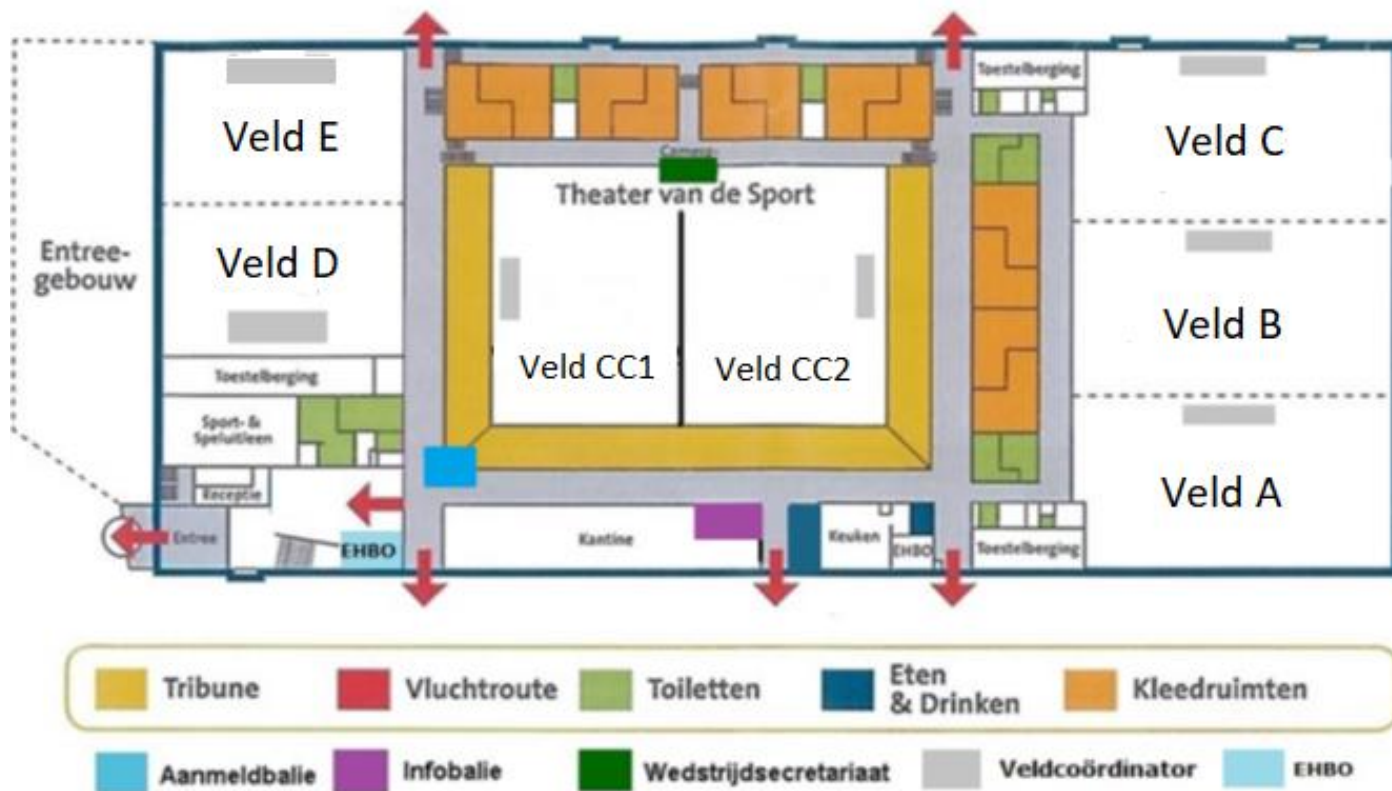 Toestelberging
Veld E
Veld C
Camera-
Theater van de Sport
Entree-
gebouw
Veld D
Veld B
Veld CC1
Veld CC2
Toestelberging
Sport- &
Speluitleen
Receptie
Veld A
Entree
EHBO
Kantine
Keuken
EHBO
Toestelberging
Tribune
Vluchtroute
Toiletten
Eten
& Drinken
Kleedruimten
Aanmeldbalie
Infobalie
Wedstrijdsecretariaat
Veldcoördinator
EHBO